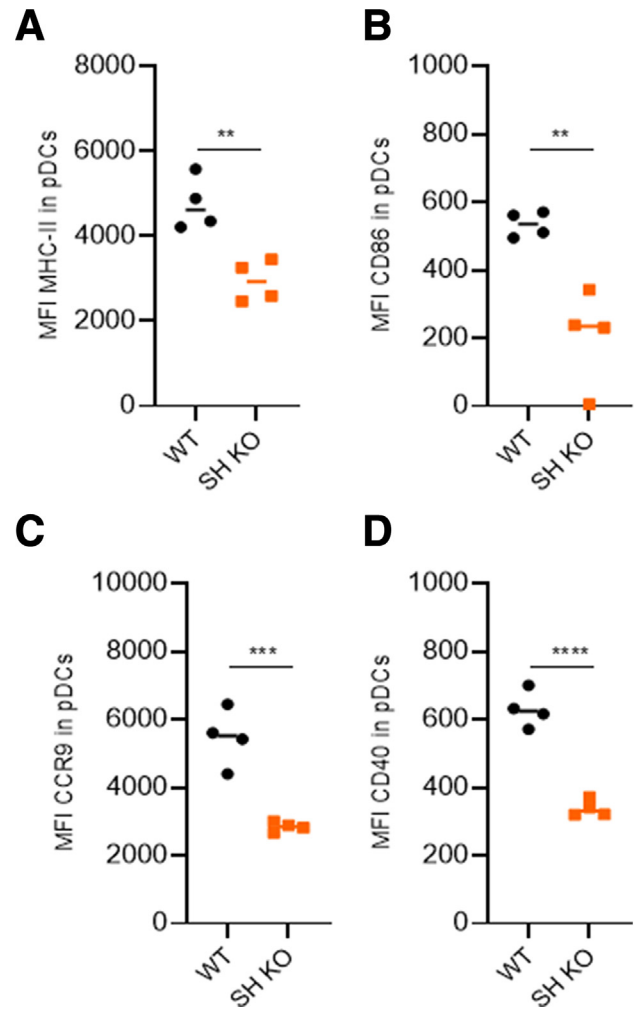 A
MFI MHC-II in pDCs
8000
6000
4000
2000
0
**
WT
SH KO
B
MFI CD86 in pDCs
1000
800
600
400
200
0
**
WT
SH KO
C
MFI CCR9 in pDCs
10000
8000
6000
4000
2000
0
***
WT
SH KO
D
MFI CD40 in pDCs
1000
800
600
400
200
0
****
WT
SH KO